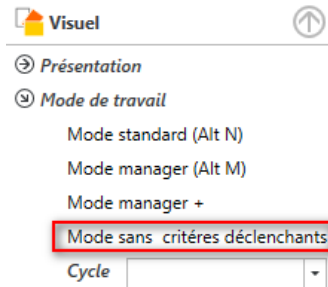 Visuel
Présentation
Mode de travail
Mode standard (Alt N)
Mode manager (Alt M)
Mode manager +
Mode sans critéres déclenchants
Cycle